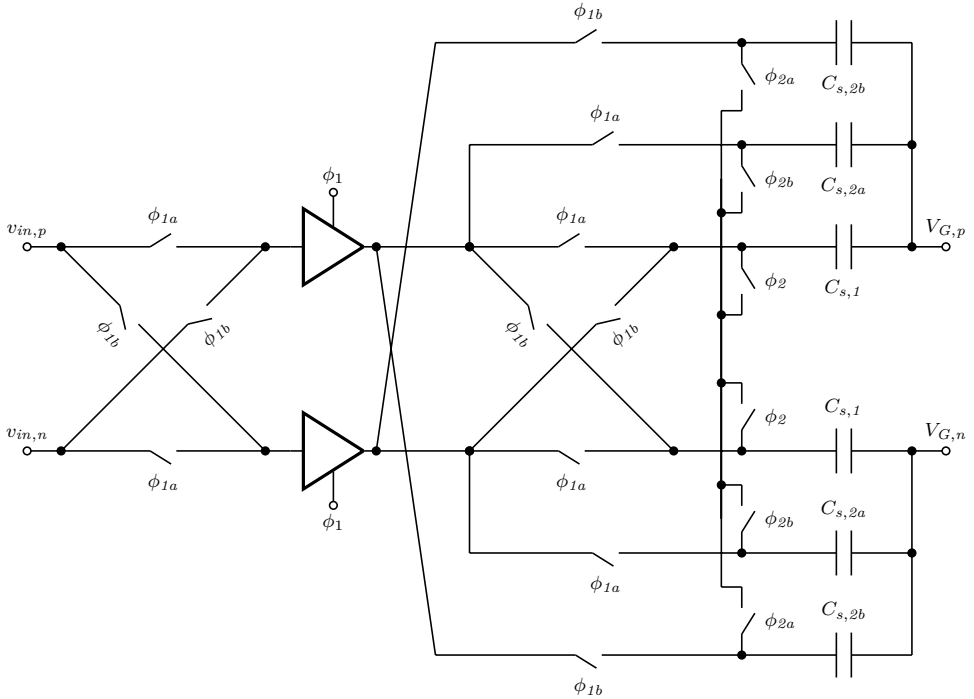 ϕ1b
ϕ2a
Cs,2b
ϕ1a
ϕ2b
Cs,2a
ϕ1
vin,p
ϕ1a
ϕ1a
VG,p
ϕ2
Cs,1
ϕ1b
ϕ1b
ϕ1b
ϕ1b
Cs,1
ϕ2
vin,n
VG,n
ϕ1a
ϕ1a
ϕ1
ϕ2b
Cs,2a
ϕ1a
Cs,2b
ϕ2a
ϕ1b